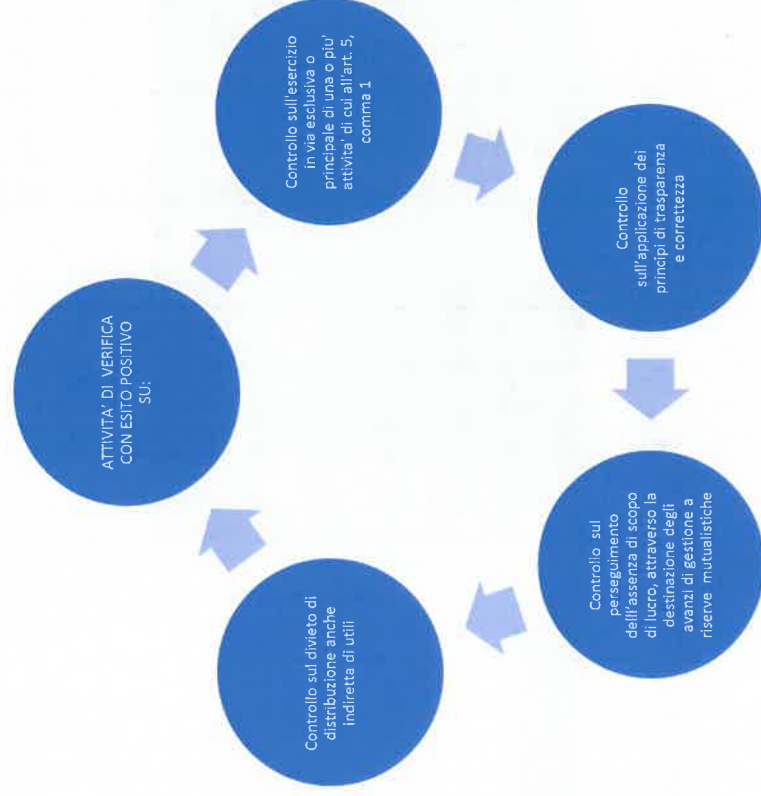 ATTIVITA' DI VERIFICA
CON ESITO POSITIVO
SU:
Controllo sull'esercizio
in via esclusiva o
principale di una o piu'
attivita' di cui all'art. 5,
comma 1
Controllo
sull'applicazione dei
principi di trasparenza
e correttezza
Controllo sul
perseguimento
dell'assenza di scopo
di lucro, attraverso la
destinazione degli
avanzi di gestione a
riserve mutualistiche
Controllo sul divieto di
distribuzione anche
indiretta di utili